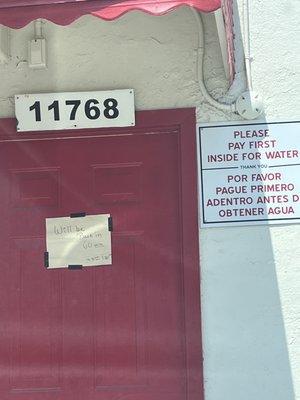 11768
PLEASE
PAY FIRST
INSIDE FOR WATER
THANK YOU
POR FAVOR
PAGUE PRIMERO
ADENTRO ANTES D
OBTENER AGUA
Will be
Back in